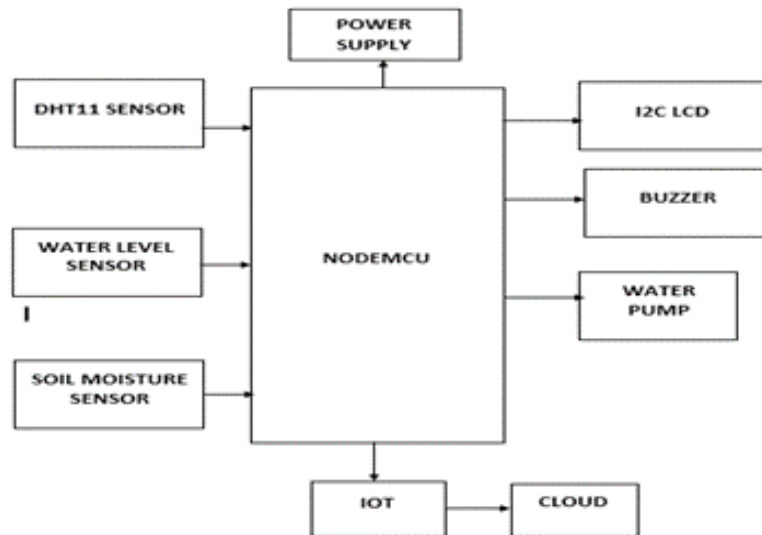 POWER
SUPPLY
DHT11 SENSOR
I2C LCD
BUZZER
WATER LEVEL
SENSOR
NODEMCU
WATER
PUMP
I
SOIL MOISTURE
SENSOR
IOT
CLOUD